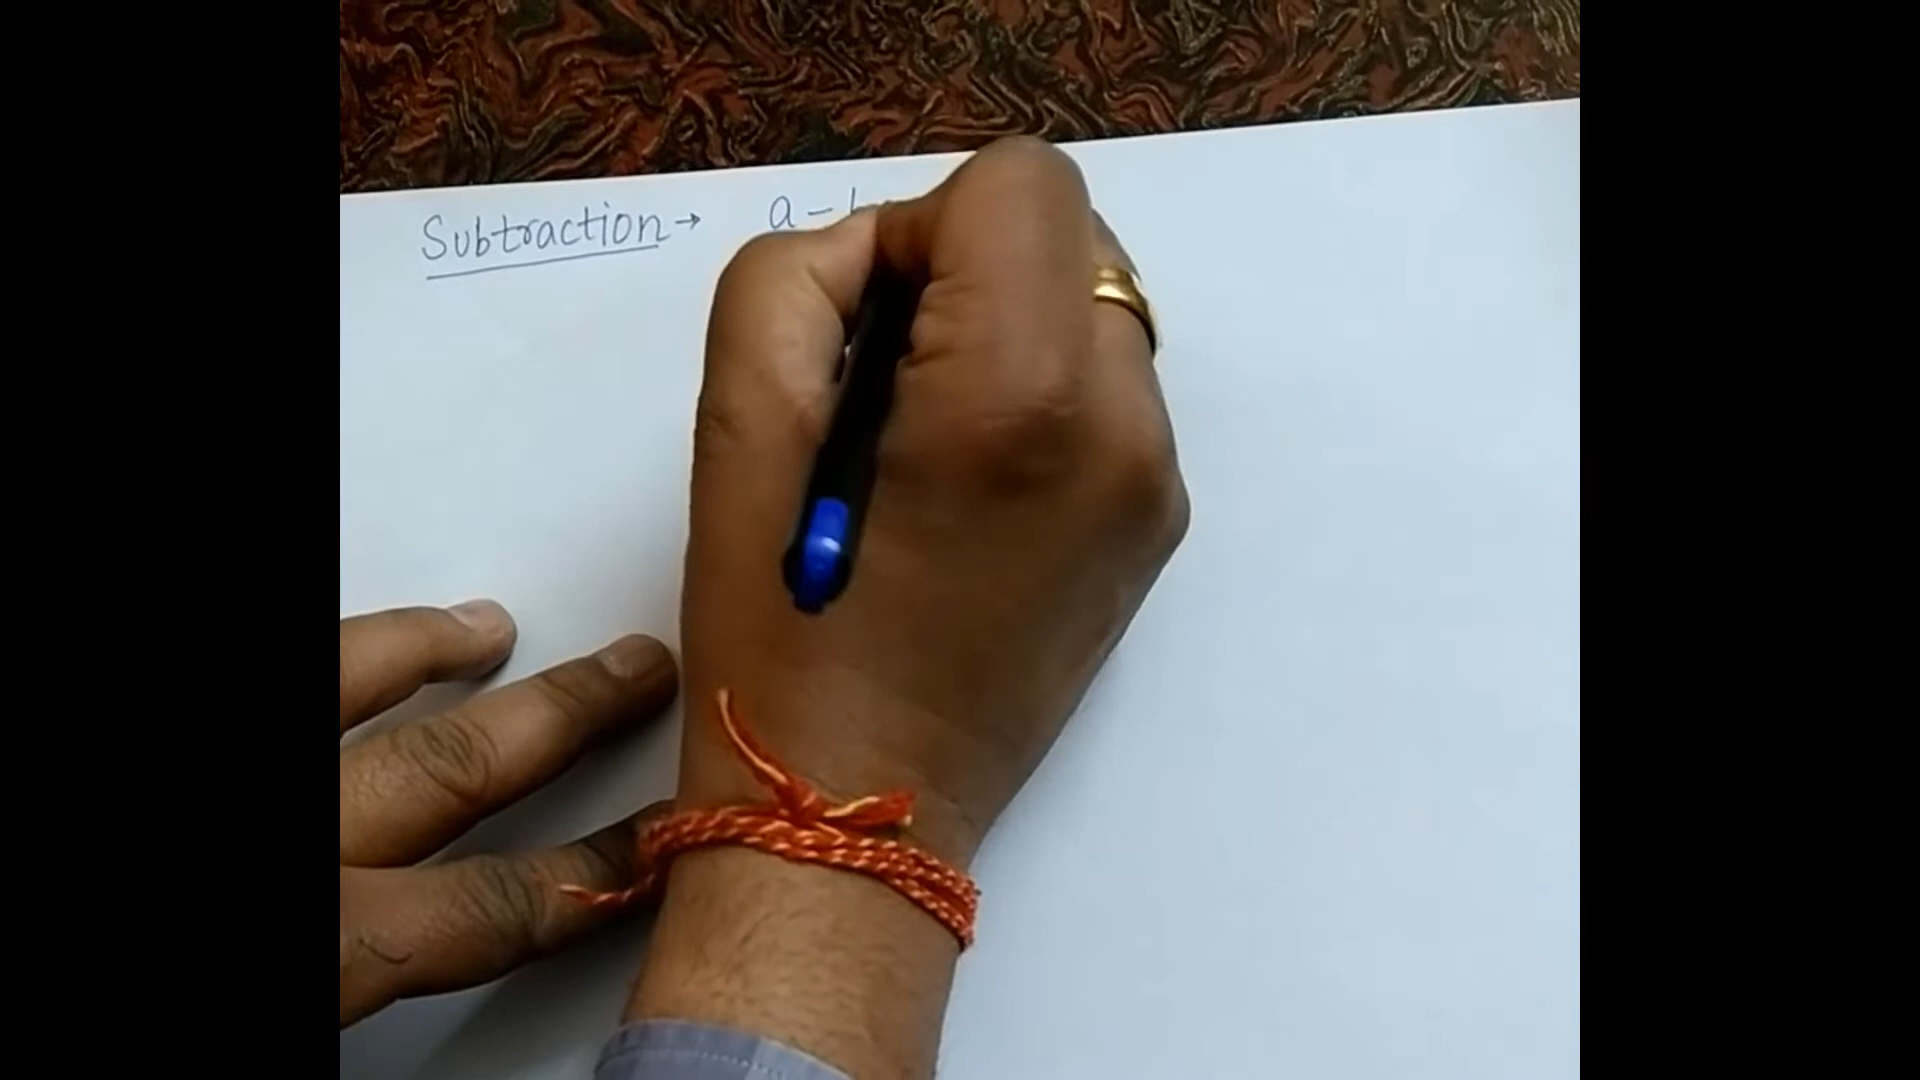 Subtraction → a -